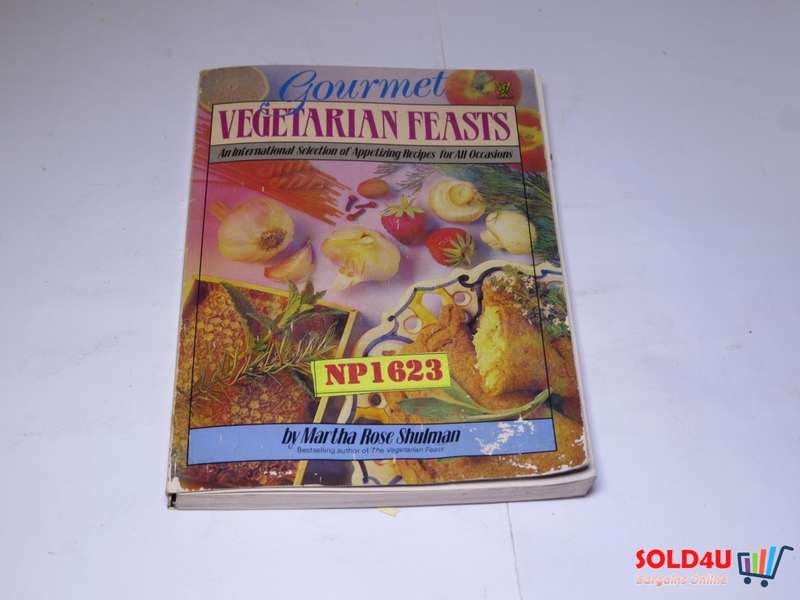 Gourmet
VEGETARIAN FEASTS
An International Selection of Appetizing Recipes for All Occasions
NP1623
by Martha Rose Shulman
Bestselling author of The Vegetarian Feast
SOLD4U
Bargains Online